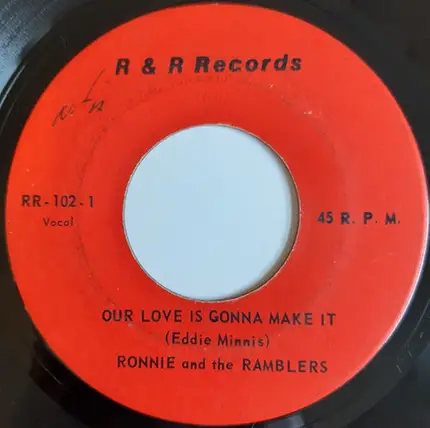 R & R Records
RR-102-1
Vocal
45 R. P. M.
OUR LOVE IS GONNA MAKE IT
(Eddie Minnis)
RONNIE and the RAMBLERS